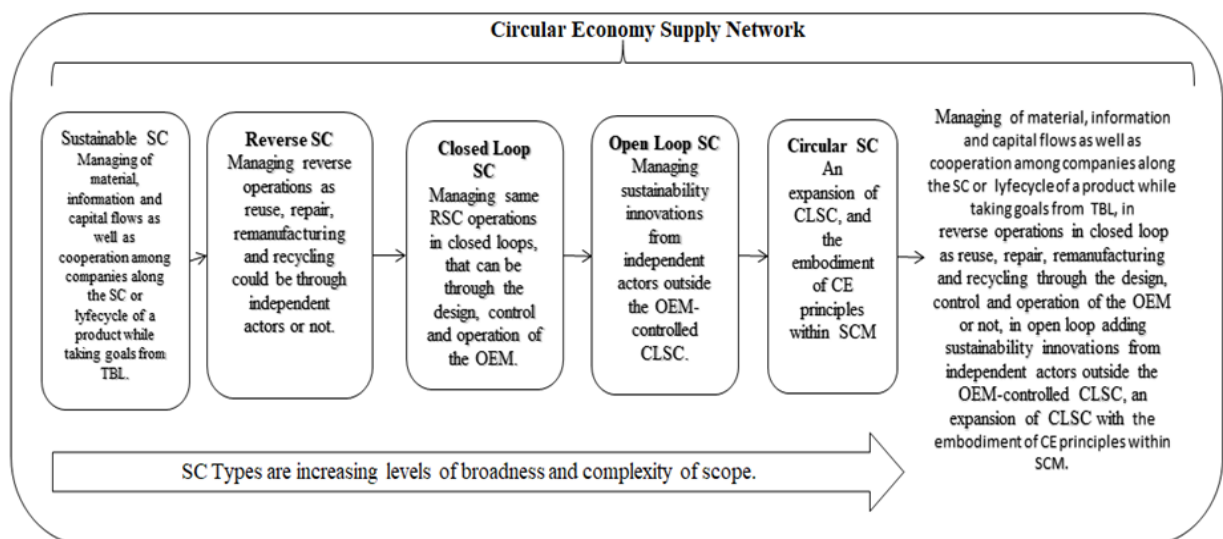 Circular Economy Supply Network
Sustainable SC
Managing of
material,
information and
capital flows as
well as
cooperation among
companies along
the SC or
lyfecycle of a
product while
taking goals from
TBL.
Reverse SC
Managing reverse
operations as
reuse, repair,
remanufacturing
and recycling
could be through
independent
actors or not.
Closed Loop
SC
Managing same
RSC operations
in closed loops,
that can be
through the
design, control
and operation of
the OEM.
Open Loop SC
Managing
sustainability
innovations
from
independent
actors outside
the OEM-
controlled
CLSC.
Circular SC
An
expansion of
CLSC, and
the
embodiment
of CE
principles
within SCM
Managing of material, information
and capital flows as well as
cooperation among companies along
the SC or lyfecycle of a product while
taking goals from TBL, in
reverse operations in closed loop
as reuse, repair, remanufacturing
and recycling through the design,
control and operation of the OEM
or not, in open loop adding
sustainability innovations from
independent actors outside the
OEM-controlled CLSC, an
expansion of CLSC with the
embodiment of CE principles within
SCM.
SC Types are increasing levels of broadness and complexity of scope.